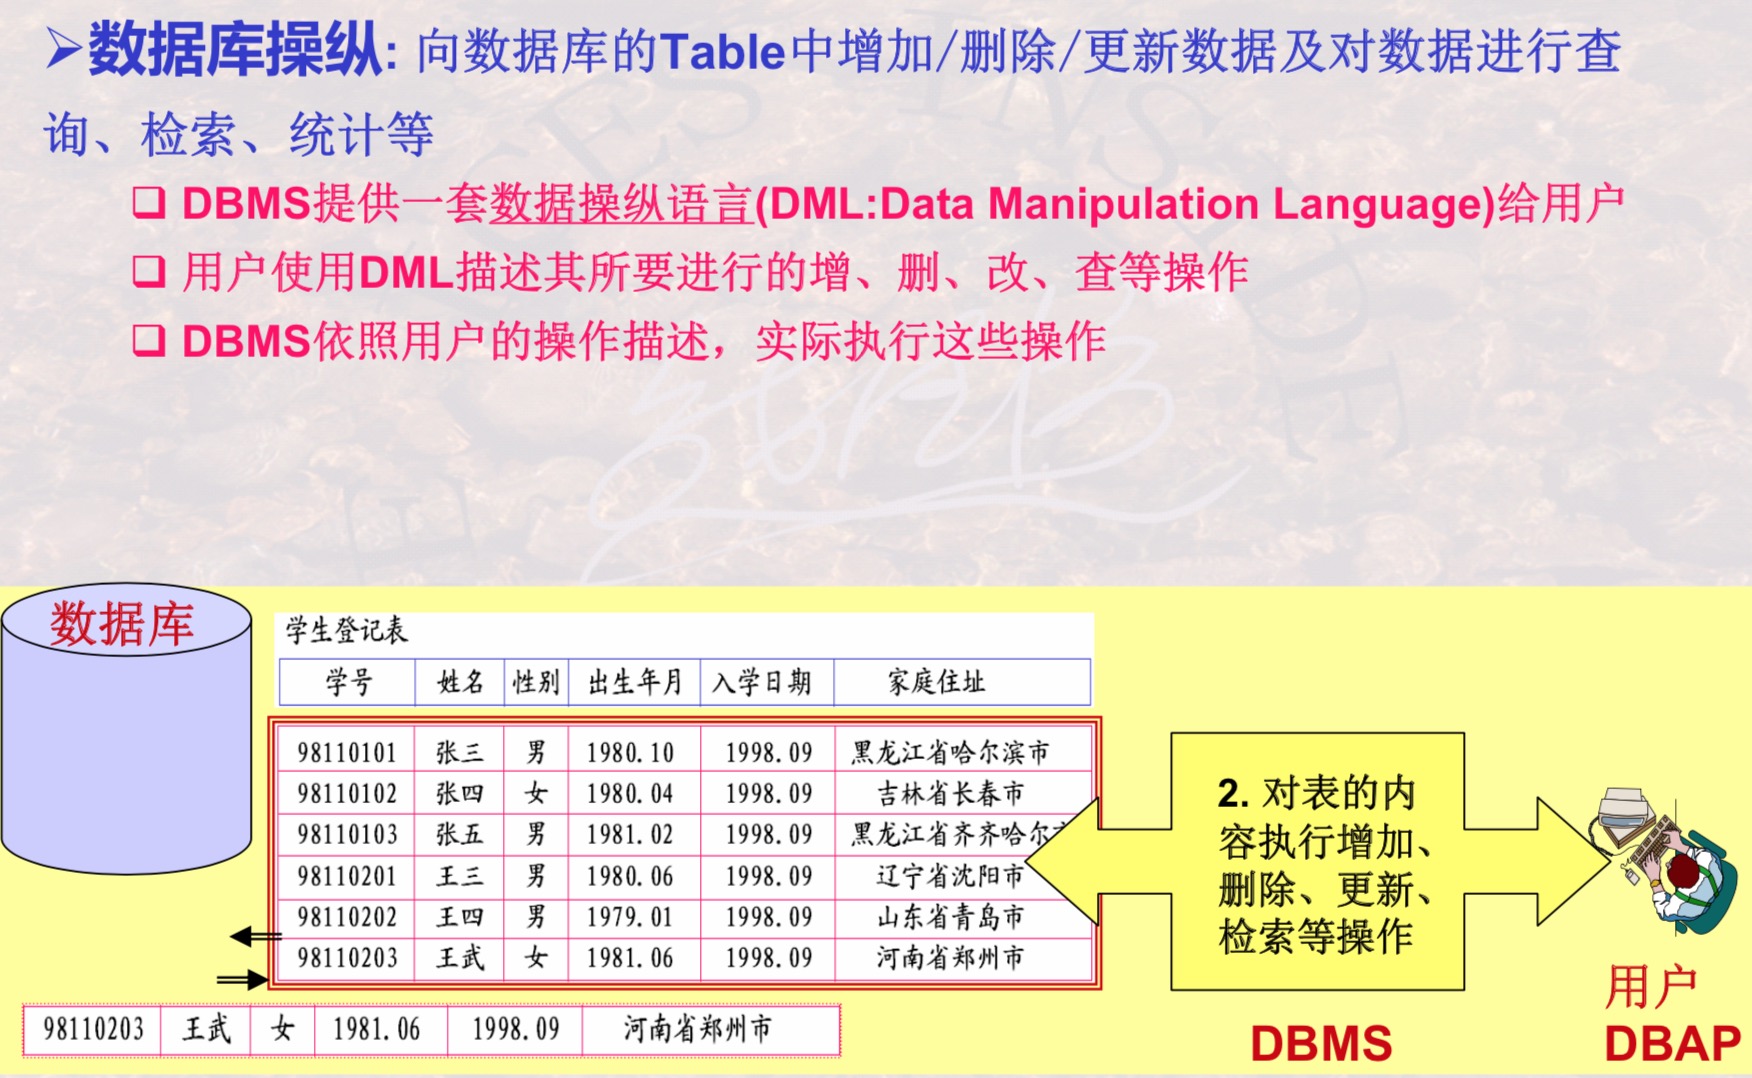 ➢数据库操纵: 向数据库的Table中增加/删除/更新数据及对数据进行查
询、检索、统计等
❑ DBMS提供一套数据操纵语言(DML:Data Manipulation Language)给用户
❑ 用户使用DML描述其所要进行的增、删、改、查等操作
❑ DBMS依照用户的操作描述，实际执行这些操作
数据库
学生登记表
学号 姓名 性别 出生年月 入学日期 家庭住址
98110101 张三 男 1980.10 1998.09 黑龙江省哈尔滨市
98110102 张四 女 1980.04 1998.09 吉林省长春市
98110103 张五 男 1981.02 1998.09 黑龙江省齐齐哈尔
98110201 王三 男 1980.06 1998.09 辽宁省沈阳市
98110202 王四 男 1979.01 1998.09 山东省青岛市
98110203 王武 女 1981.06 1998.09 河南省郑州市
98110203 王武 女 1981.06 1998.09 河南省郑州市
2. 对表的内
容执行增加、
删除、更新、
检索等操作
DBMS
用户
DBAP